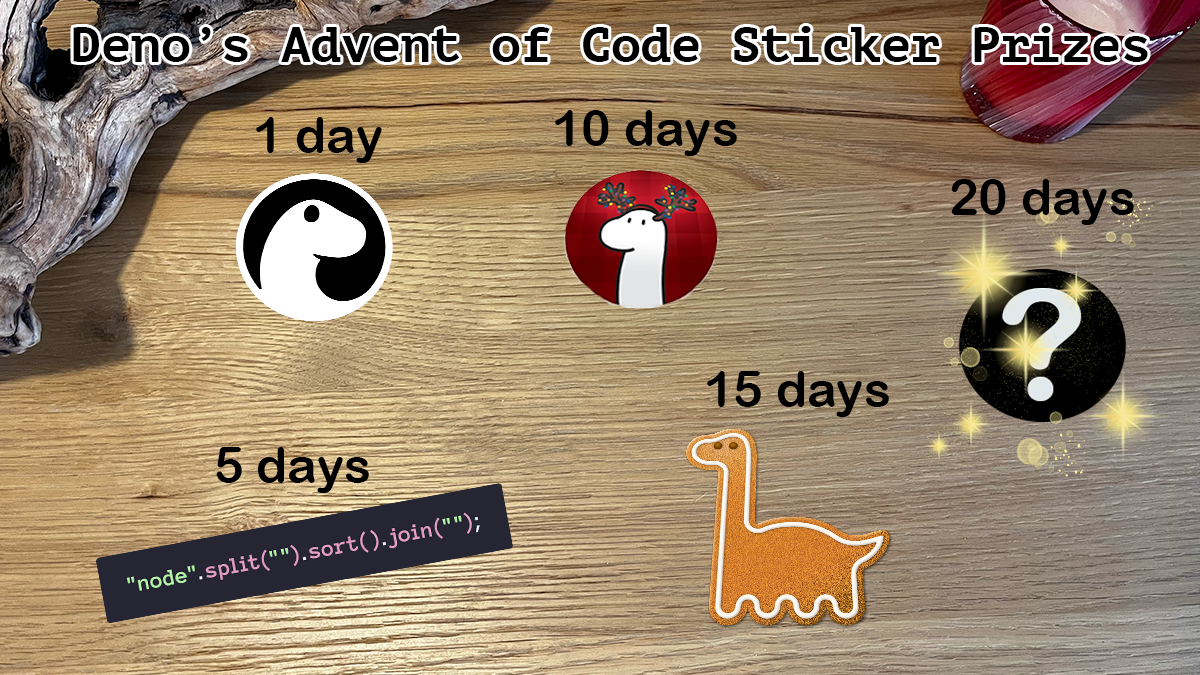 Deno’s Advent of Code Sticker Prizes
1 day
10 days
20 days
?
15 days
5 days
"node".split("").sort().join("");